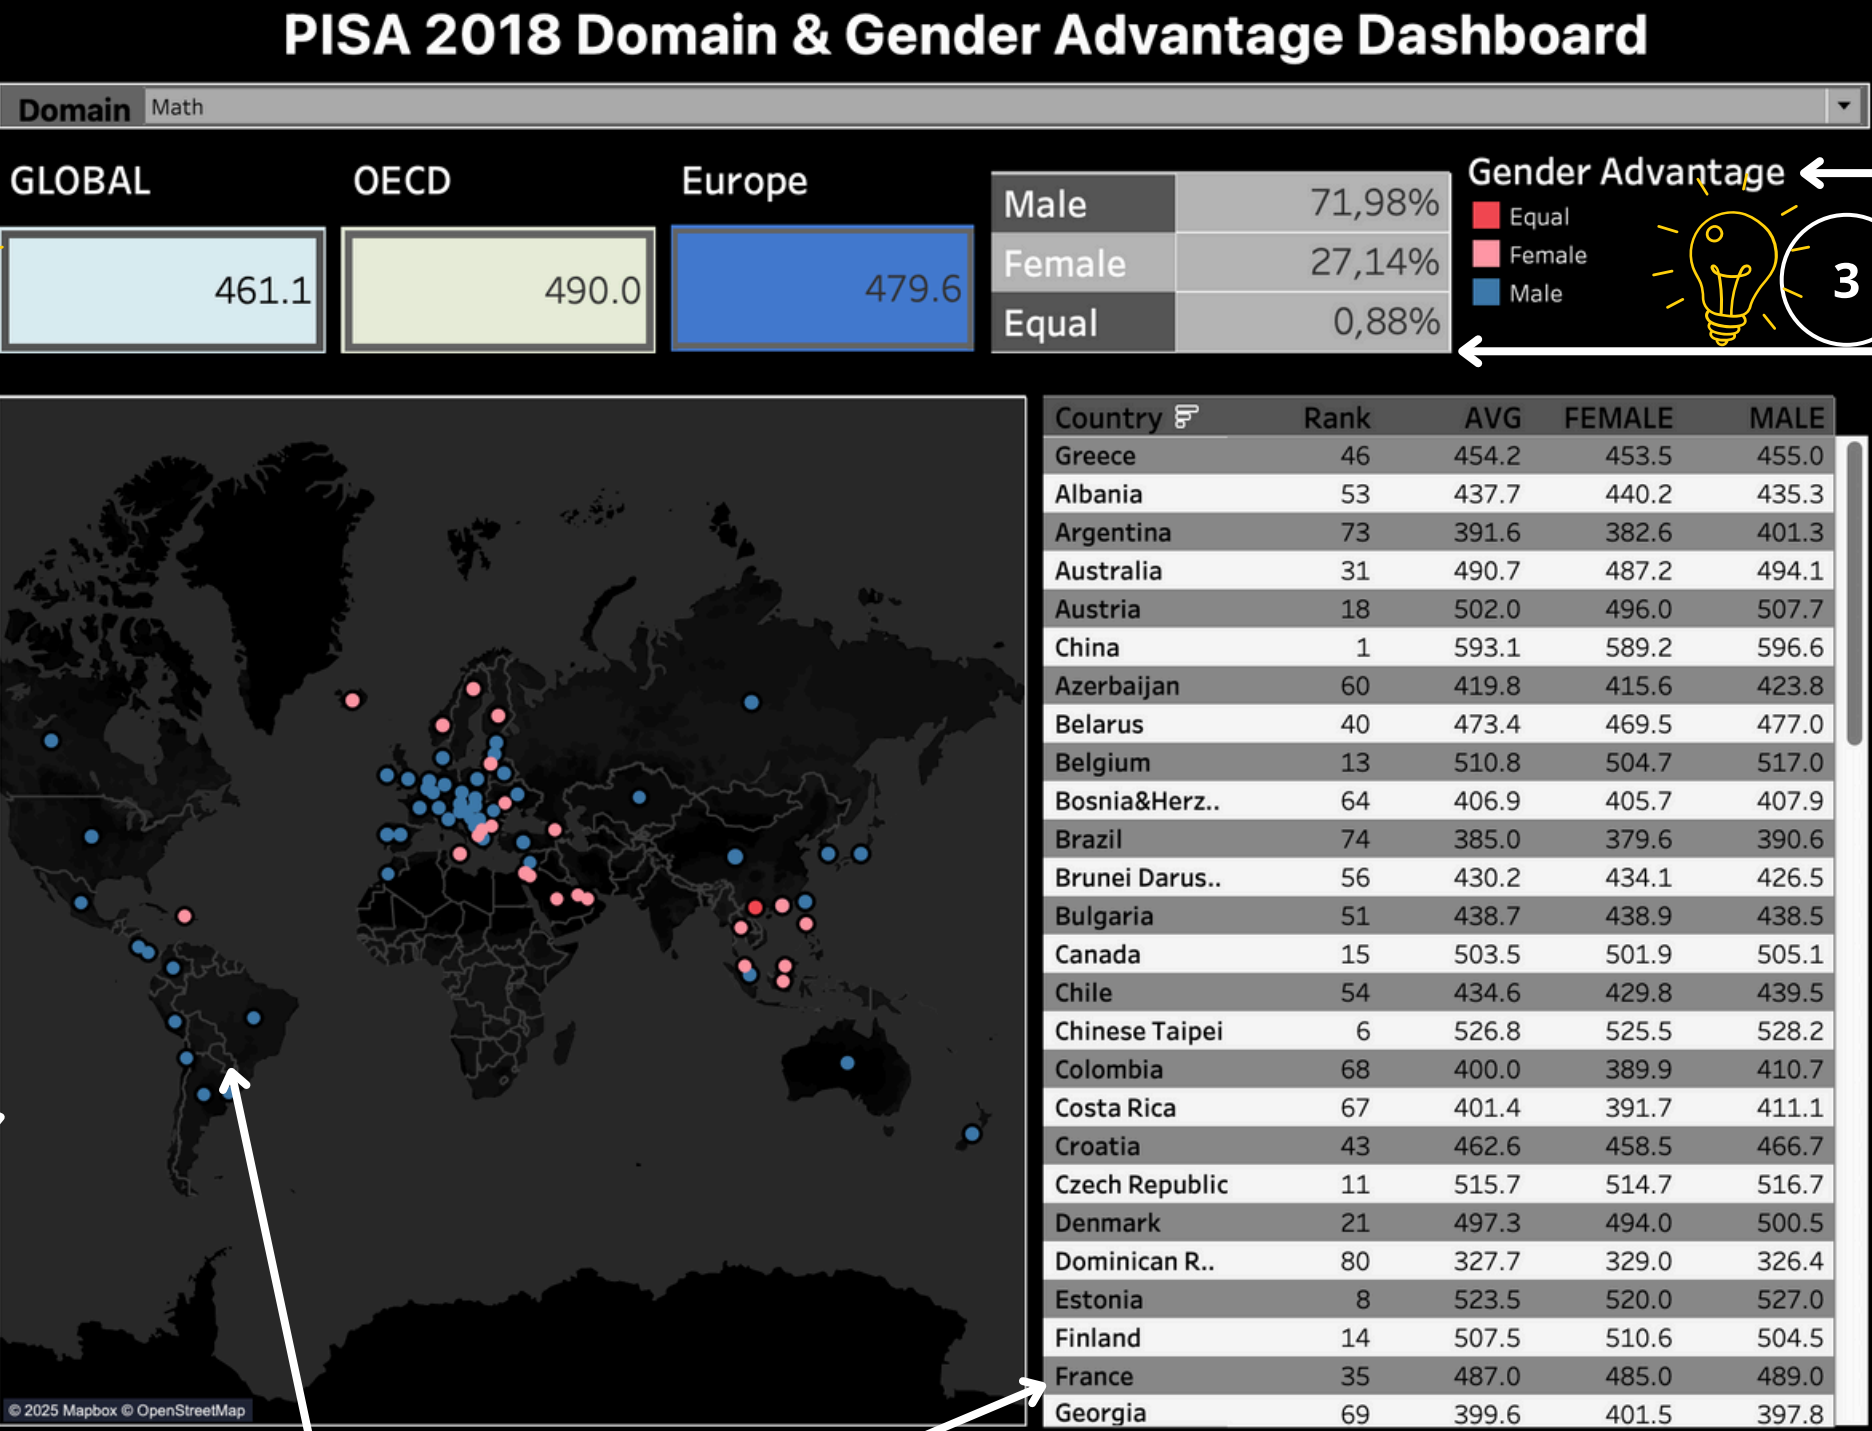 PISA 2018 Domain & Gender Advantage Dashboard
Domain Math
GLOBAL
461.1
OECD
490.0
Europe
479.6
Male 71,98%
Female 27,14%
Equal 0,88%
Gender Advantage
Equal
Female
Male
3
Country Rank AVG FEMALE MALE
Greece 46 454.2 453.5 455.0
Albania 53 437.7 440.2 435.3
Argentina 73 391.6 382.6 401.3
Australia 31 490.7 487.2 494.1
Austria 18 502.0 496.0 507.7
China 1 593.1 589.2 596.6
Azerbaijan 60 419.8 415.6 423.8
Belarus 40 473.4 469.5 477.0
Belgium 13 510.8 504.7 517.0
Bosnia&Herz.. 64 406.9 405.7 407.9
Brazil 74 385.0 379.6 390.6
Brunei Darus.. 56 430.2 434.1 426.5
Bulgaria 51 438.7 438.9 438.5
Canada 15 503.5 501.9 505.1
Chile 54 434.6 429.8 439.5
Chinese Taipei 6 526.8 525.5 528.2
Colombia 68 400.0 389.9 410.7
Costa Rica 67 401.4 391.7 411.1
Croatia 43 462.6 458.5 466.7
Czech Republic 11 515.7 514.7 516.7
Denmark 21 497.3 494.0 500.5
Dominican R.. 80 327.7 329.0 326.4
Estonia 8 523.5 520.0 527.0
Finland 14 507.5 510.6 504.5
France 35 487.0 485.0 489.0
Georgia 69 399.6 401.5 397.8
© 2025 Mapbox © OpenStreetMap